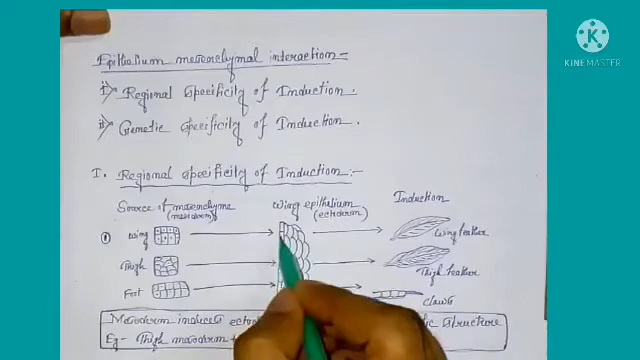 KINEMASTER
Epithelium mesenchymal interaction-
i) Regional Specificity of Induction.
ii) Genetic specificity of Induction.
I. Regional specificity of Induction:-
Source of mesenchyme (mesoderm) Wing epithelium (ectoderm) Induction
① Wing Wing feather
Thigh Thigh feather
Foot claws
Mesoderm induces ecto structure
Eg- Thigh mesoderm +